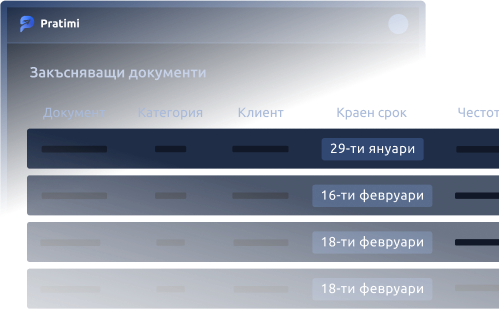 Pratimi
Закъсняващи документи
Документ Категория Клиент Краен срок Честот
29-ти януари
16-ти февруари
18-ти февруари
18-ти февруари